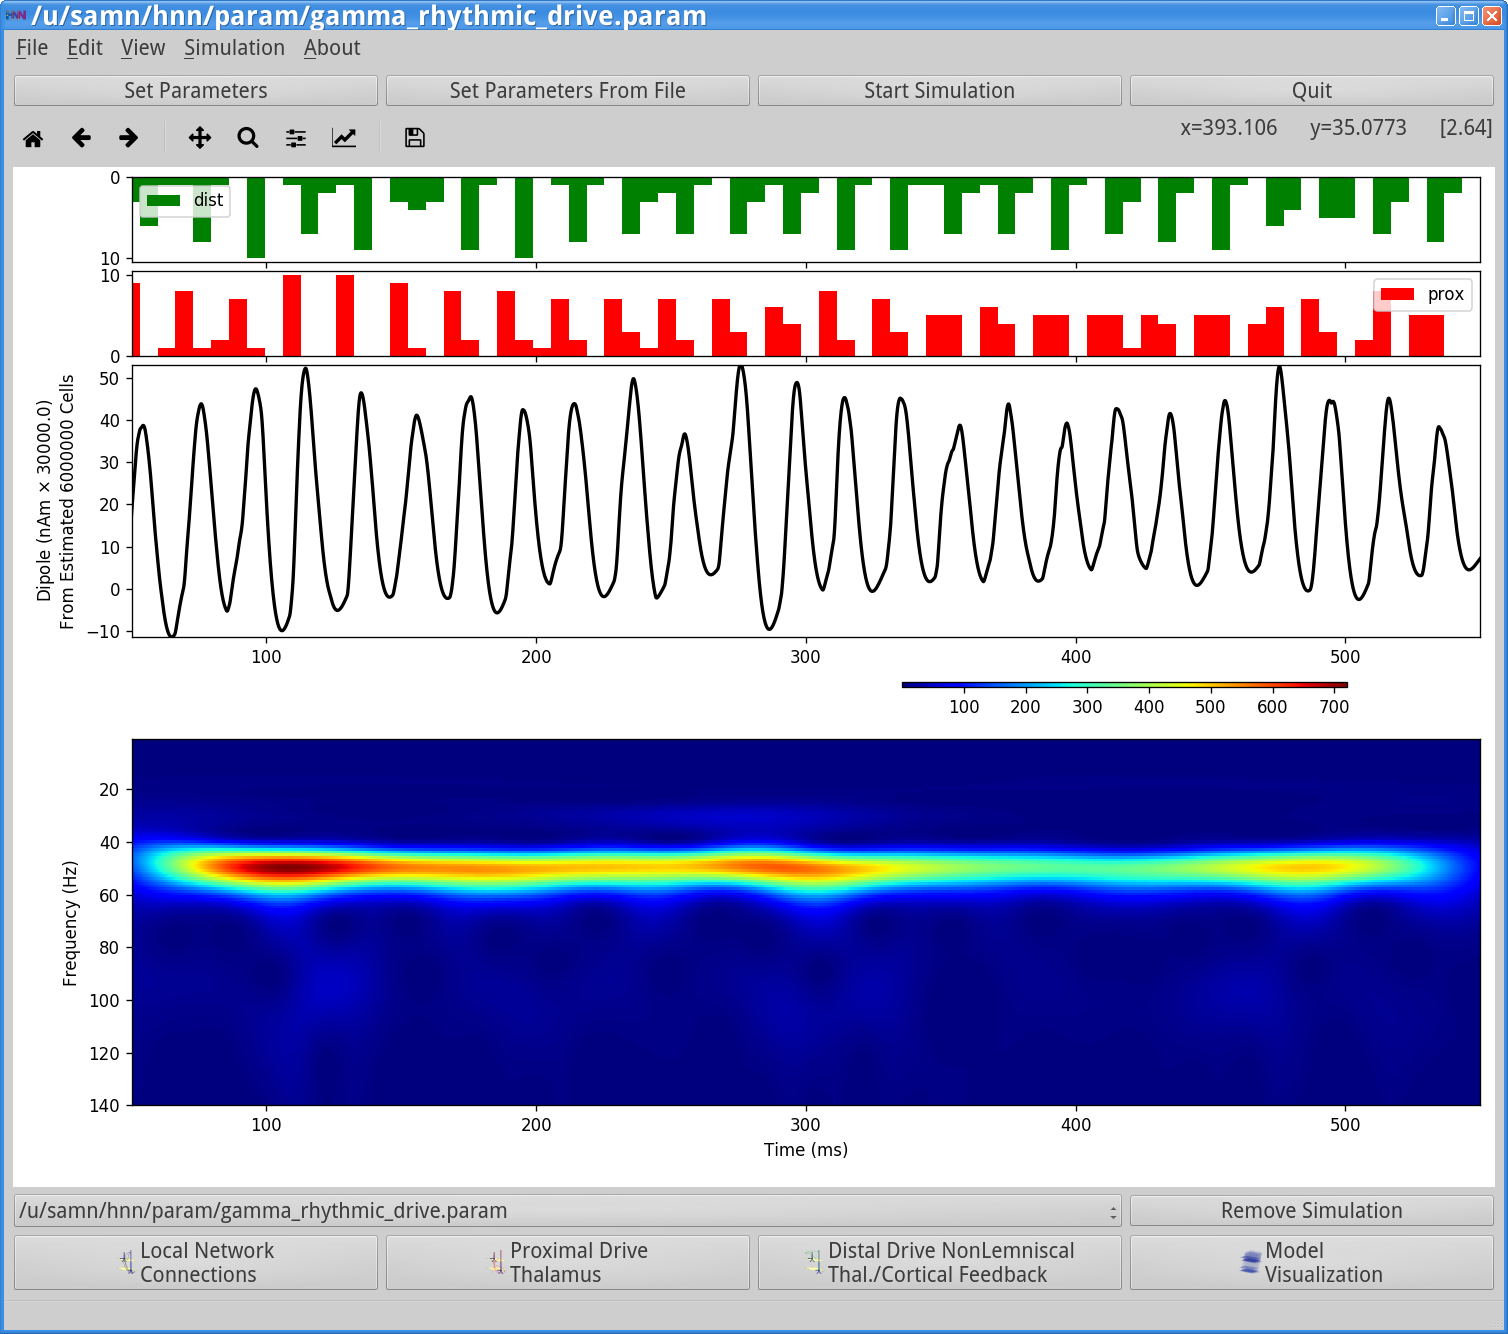 HNN /u/samn/hnn/param/gamma_rhythmic_drive.param
File Edit View Simulation About
Set Parameters Set Parameters From File Start Simulation Quit
x=393.106 y=35.0773 [2.64]
0
dist
10
10
prox
0
50
40
30
20
10
0
−10
Dipole (nAm × 30000.0)
From Estimated 6000000 Cells
100 200 300 400 500
100 200 300 400 500 600 700
20
40
60
80
100
120
140
Frequency (Hz)
100 200 300 400 500
Time (ms)
/u/samn/hnn/param/gamma_rhythmic_drive.param Remove Simulation
Local Network
Connections
Proximal Drive
Thalamus
Distal Drive NonLemniscal
Thal./Cortical Feedback
Model
Visualization